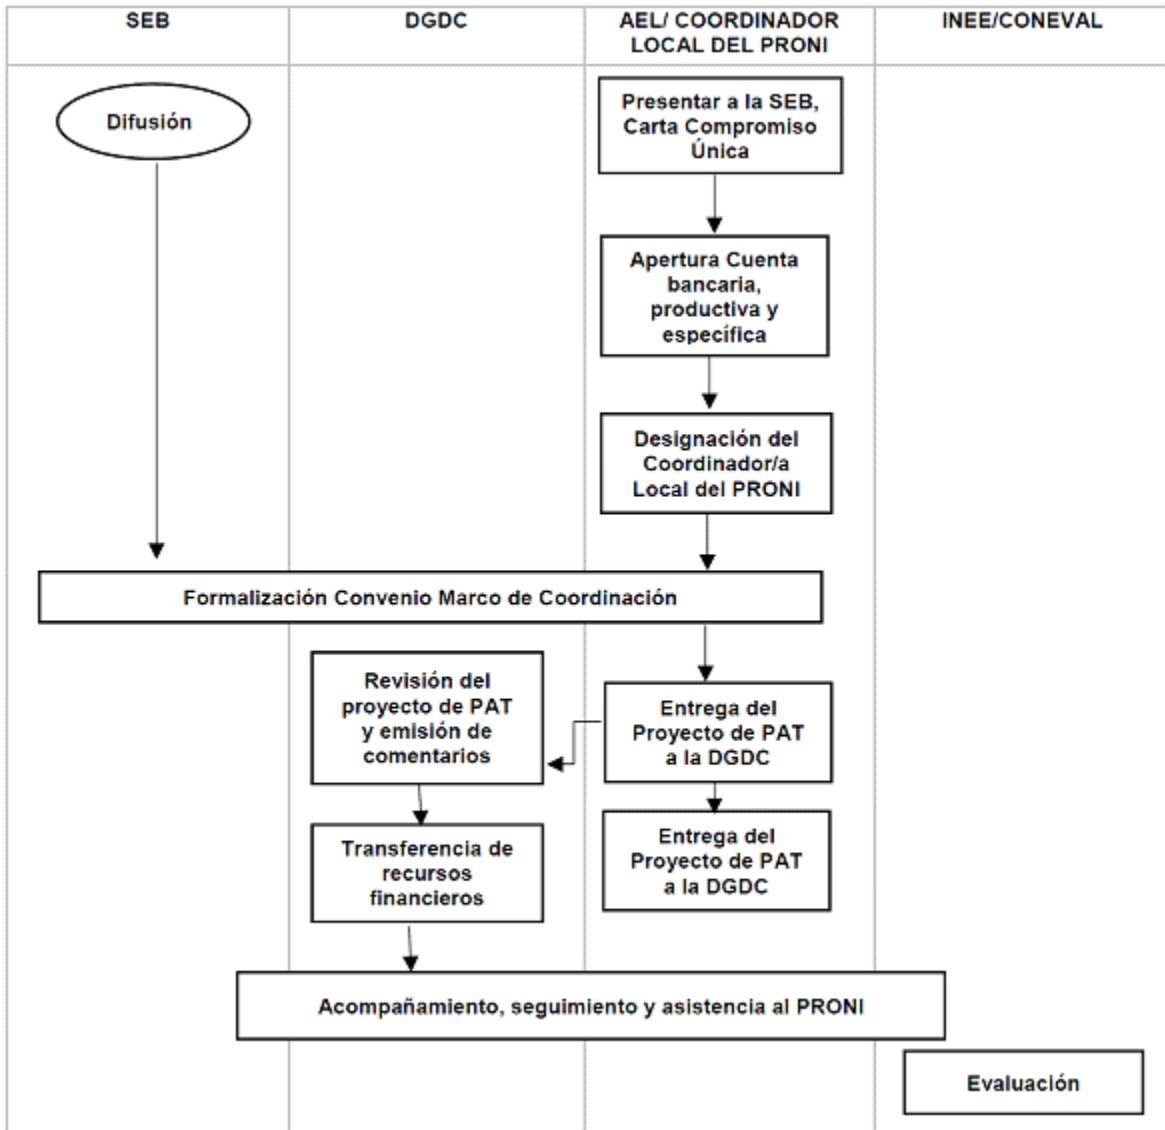 SEB
DGDC
AEL/ COORDINADOR
LOCAL DEL PRONI
INEE/CONEVAL
Difusión
Presentar a la SEB,
Carta Compromiso
Única
Apertura Cuenta
bancaria,
productiva y
específica
Designación del
Coordinador/a
Local del PRONI
Formalización Convenio Marco de Coordinación
Revisión del
proyecto de PAT
y emisión de
comentarios
Entrega del
Proyecto de PAT
a la DGDC
Transferencia de
recursos
financieros
Entrega del
Proyecto de PAT
a la DGDC
Acompañamiento, seguimiento y asistencia al PRONI
Evaluación